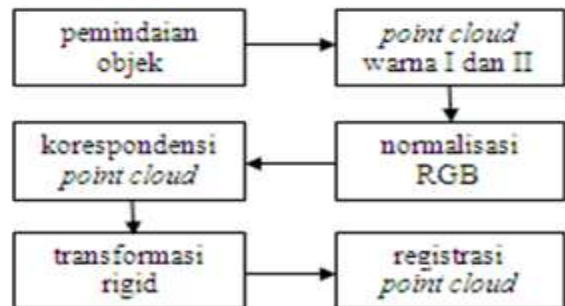 pemindaian
objek
point cloud
warna I dan II
normalisasi
RGB
korespondensi
point cloud
transformasi
rigid
registrasi
point cloud